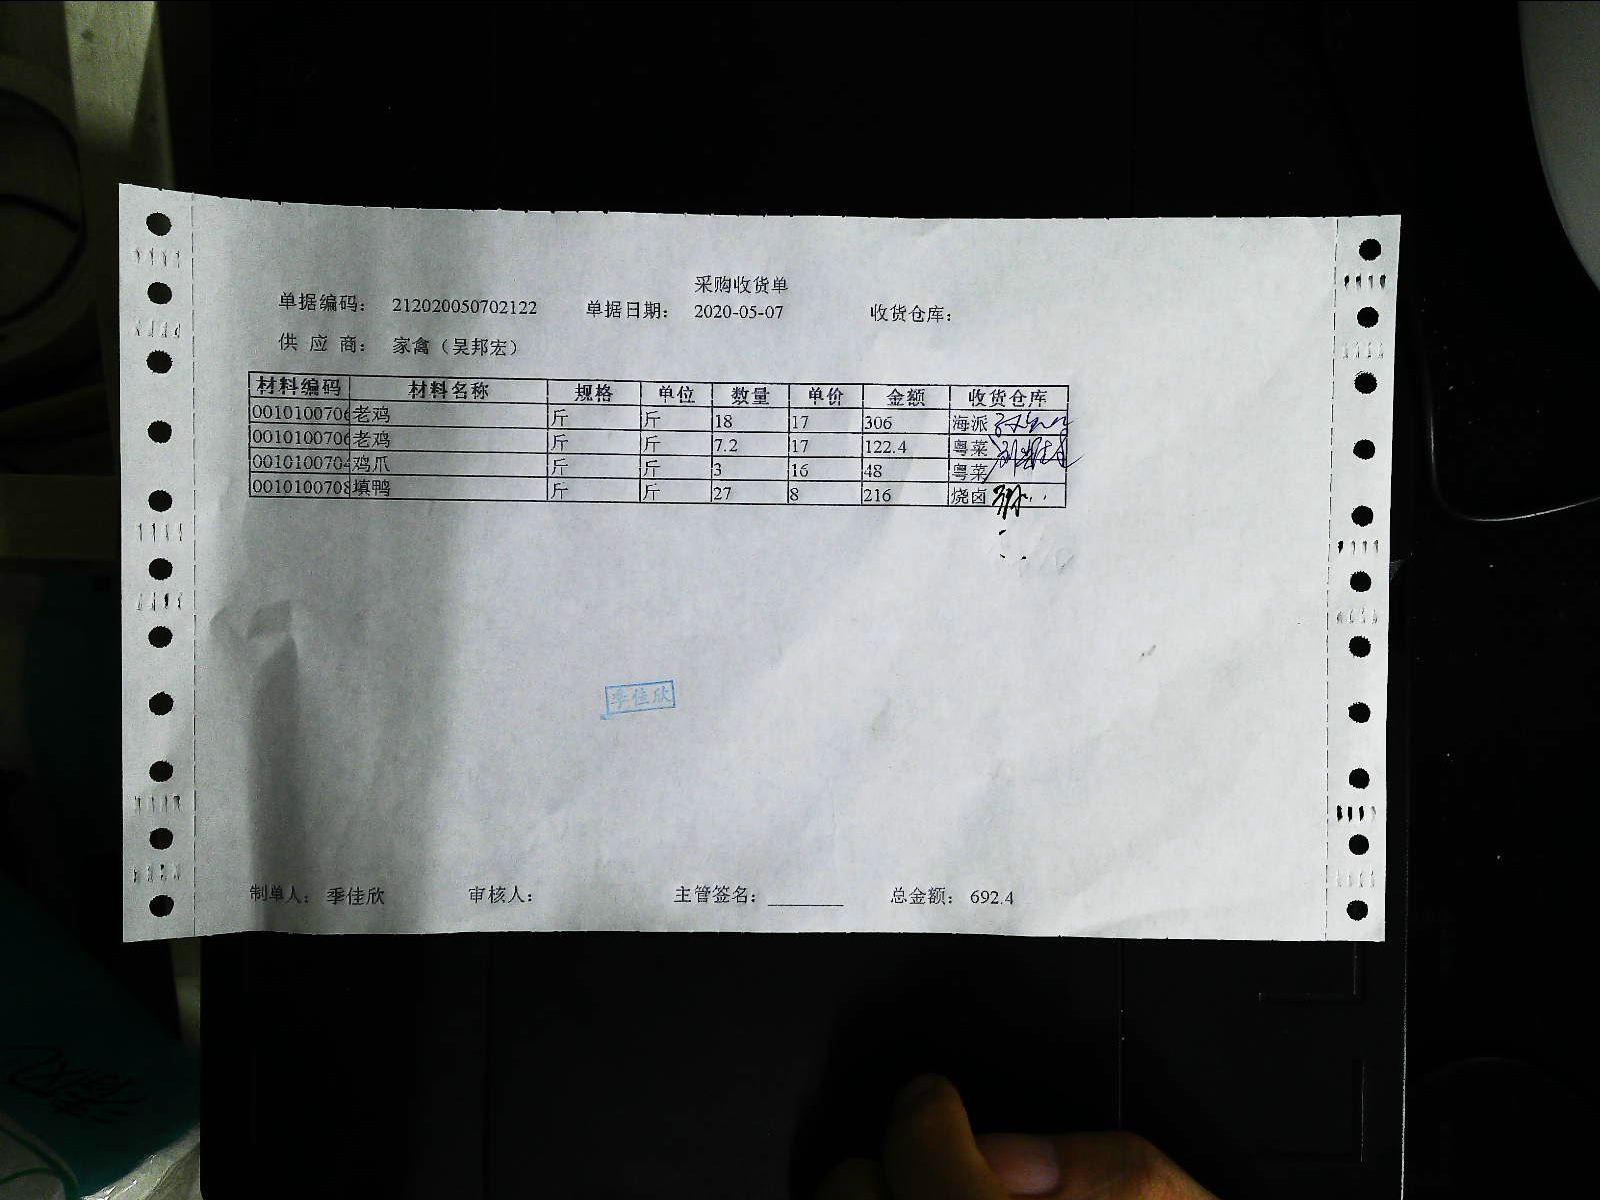 采购收货单
单据编码： 212020050702122 单据日期： 2020-05-07 收货仓库：
供 应 商： 家禽（吴邦宏）
材料编码 材料名称 规格 单位 数量 单价 金额 收货仓库
0010100706 老鸡 斤 斤 18 17 306 海派
0010100706 老鸡 斤 斤 7.2 17 122.4 粤菜
0010100704 鸡爪 斤 斤 3 16 48 粤菜
0010100708 填鸭 斤 斤 27 8 216 烧卤
季佳欣
制单人： 季佳欣 审核人： 主管签名： ________ 总金额： 692.4